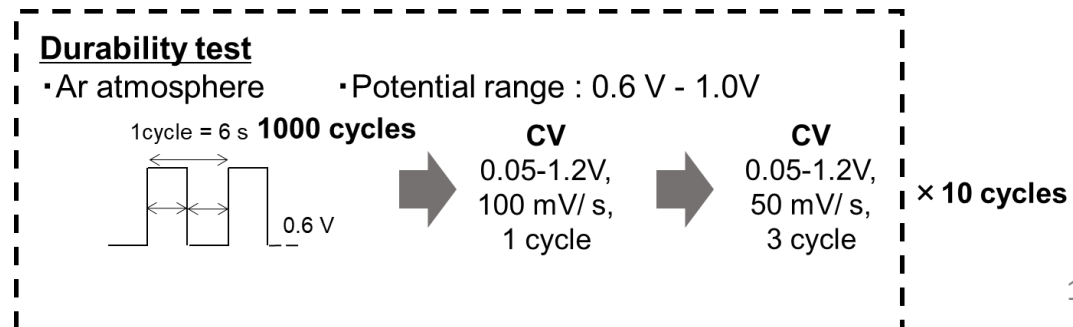 Durability test
・Ar atmosphere ・Potential range : 0.6 V - 1.0V
1cycle = 6 s 1000 cycles
0.6 V
CV
0.05-1.2V,
100 mV/ s,
1 cycle
CV
0.05-1.2V,
50 mV/ s,
3 cycle
×10 cycles